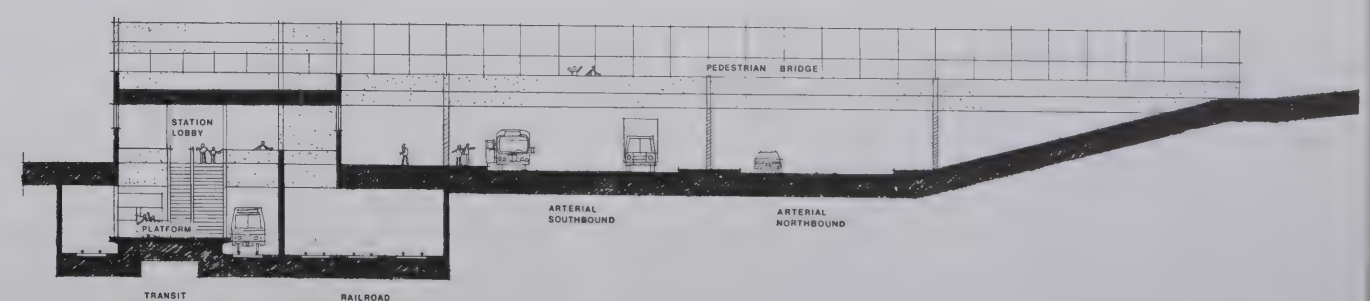 PEDESTRIAN BRIDGE
STATION
LOBBY
PLATFORM
ARTERIAL
SOUTHBOUND
ARTERIAL
NORTHBOUND
TRANSIT
RAILROAD